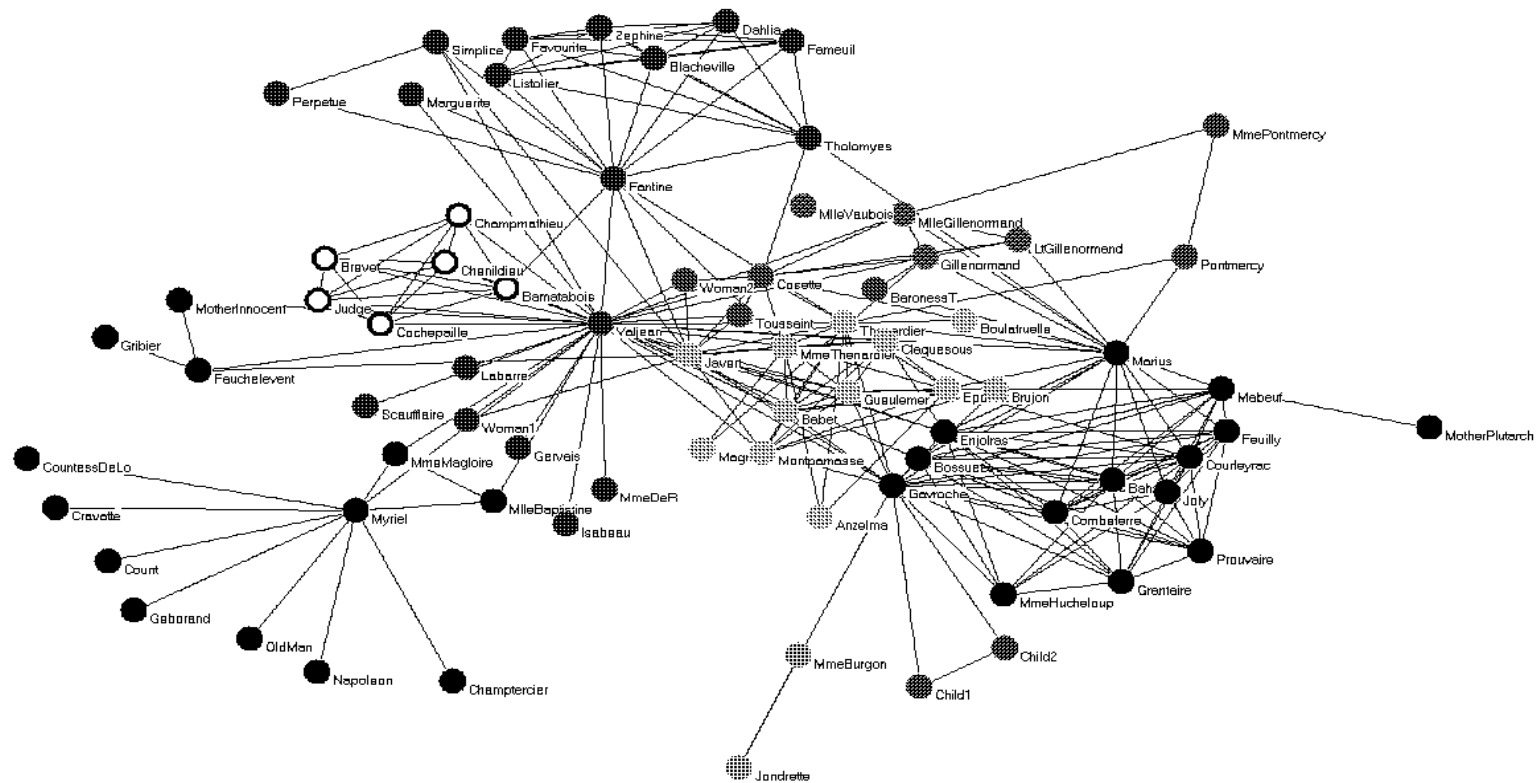 Zephine
Dahlia
Simplice
Favourite
Fameuil
Blacheville
Listolier
Perpetue
Marguerite
MmePontmercy
Tholomyes
Fantine
MlleVaubois
MlleGillenormand
Champmathieu
LtGillenormand
Brevet
Chenildieu
Gillenormand
Pontmercy
Cosette
Woman2
Bamatabois
BaronessT
MotherInnocent
Judge
Toussaint
Thenardier
Boulatruelle
Cochepaille
Valjean
Gribier
MmeThenardier
Claquesous
Javert
Marius
Fauchelevent
Labarre
Gueulemer
Brujon
Mabeuf
Scaufflaire
Babet
Woman1
MotherPlutarch
Enjolras
Feuilly
MmeMagloire
Gervais
Montparnasse
Bossuet
Courfeyrac
CountessDeLo
MmeDeR
Gavroche
Joly
MlleBaptistine
Cravatte
Myriel
Combeferre
Isabeau
Anzelma
Count
Prouvaire
Grantaire
MmeHucheloup
Geborand
OldMan
Child2
MmeBurgon
Napoleon
Champtercier
Child1
Jondrette